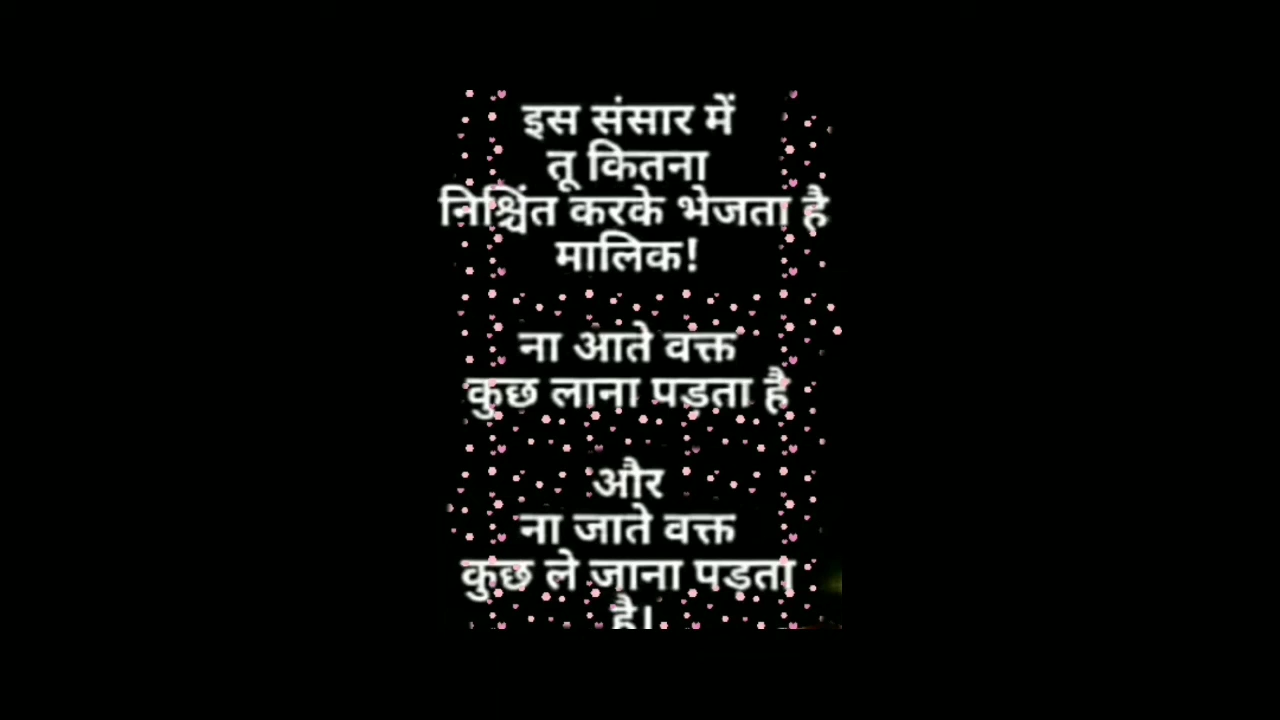 इस संसार में
तू कितना
निश्चिंत करके भेजता है
मालिक!
ना आते वक्त
कुछ लाना पड़ता है
और
ना जाते वक्त
कुछ ले जाना पड़ता
है।